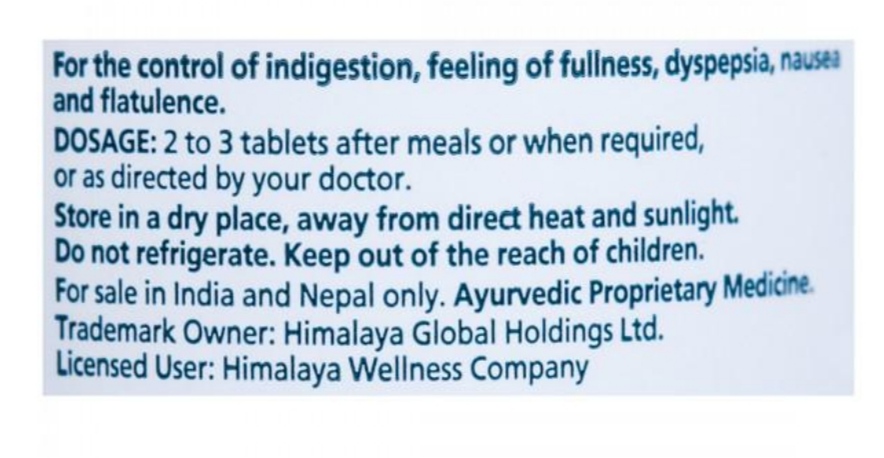 For the control of indigestion, feeling of fullness, dyspepsia, nausea
and flatulence.
DOSAGE: 2 to 3 tablets after meals or when required,
or as directed by your doctor.
Store in a dry place, away from direct heat and sunlight.
Do not refrigerate. Keep out of the reach of children.
For sale in India and Nepal only. Ayurvedic Proprietary Medicine.
Trademark Owner: Himalaya Global Holdings Ltd.
Licensed User: Himalaya Wellness Company